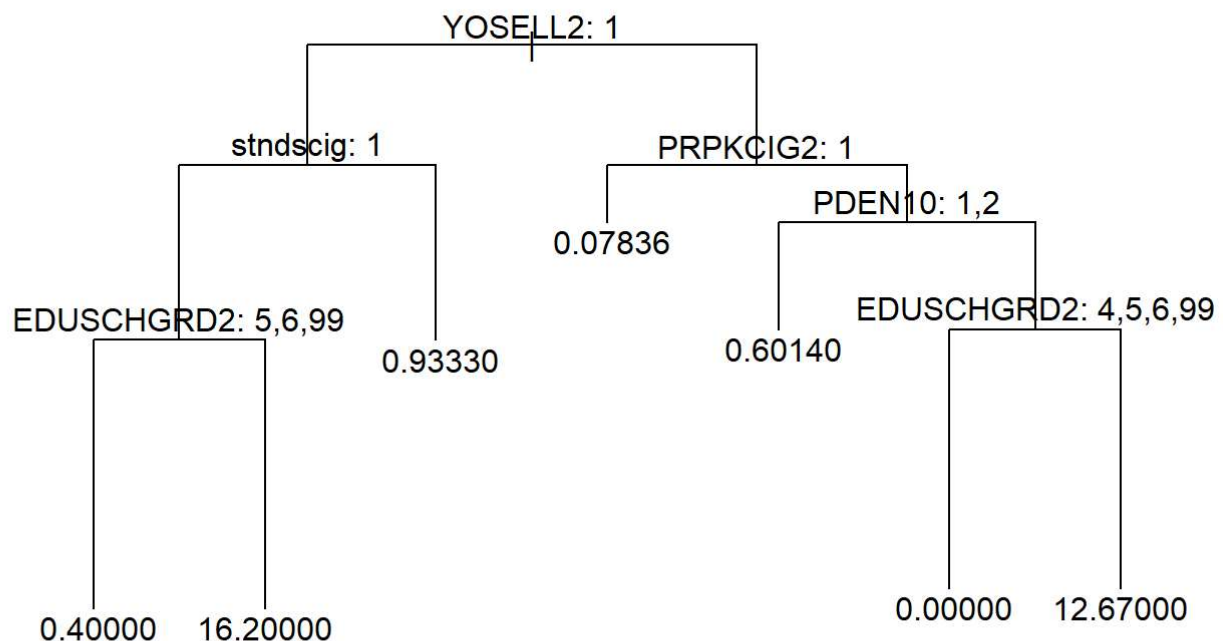 YOSELL2: 1
stndscig: 1
PRPKCIG2: 1
PDEN10: 1,2
0.07836
EDUSCHGRD2: 5,6,99
EDUSCHGRD2: 4,5,6,99
0.93330
0.60140
0.40000
16.20000
0.00000
12.67000